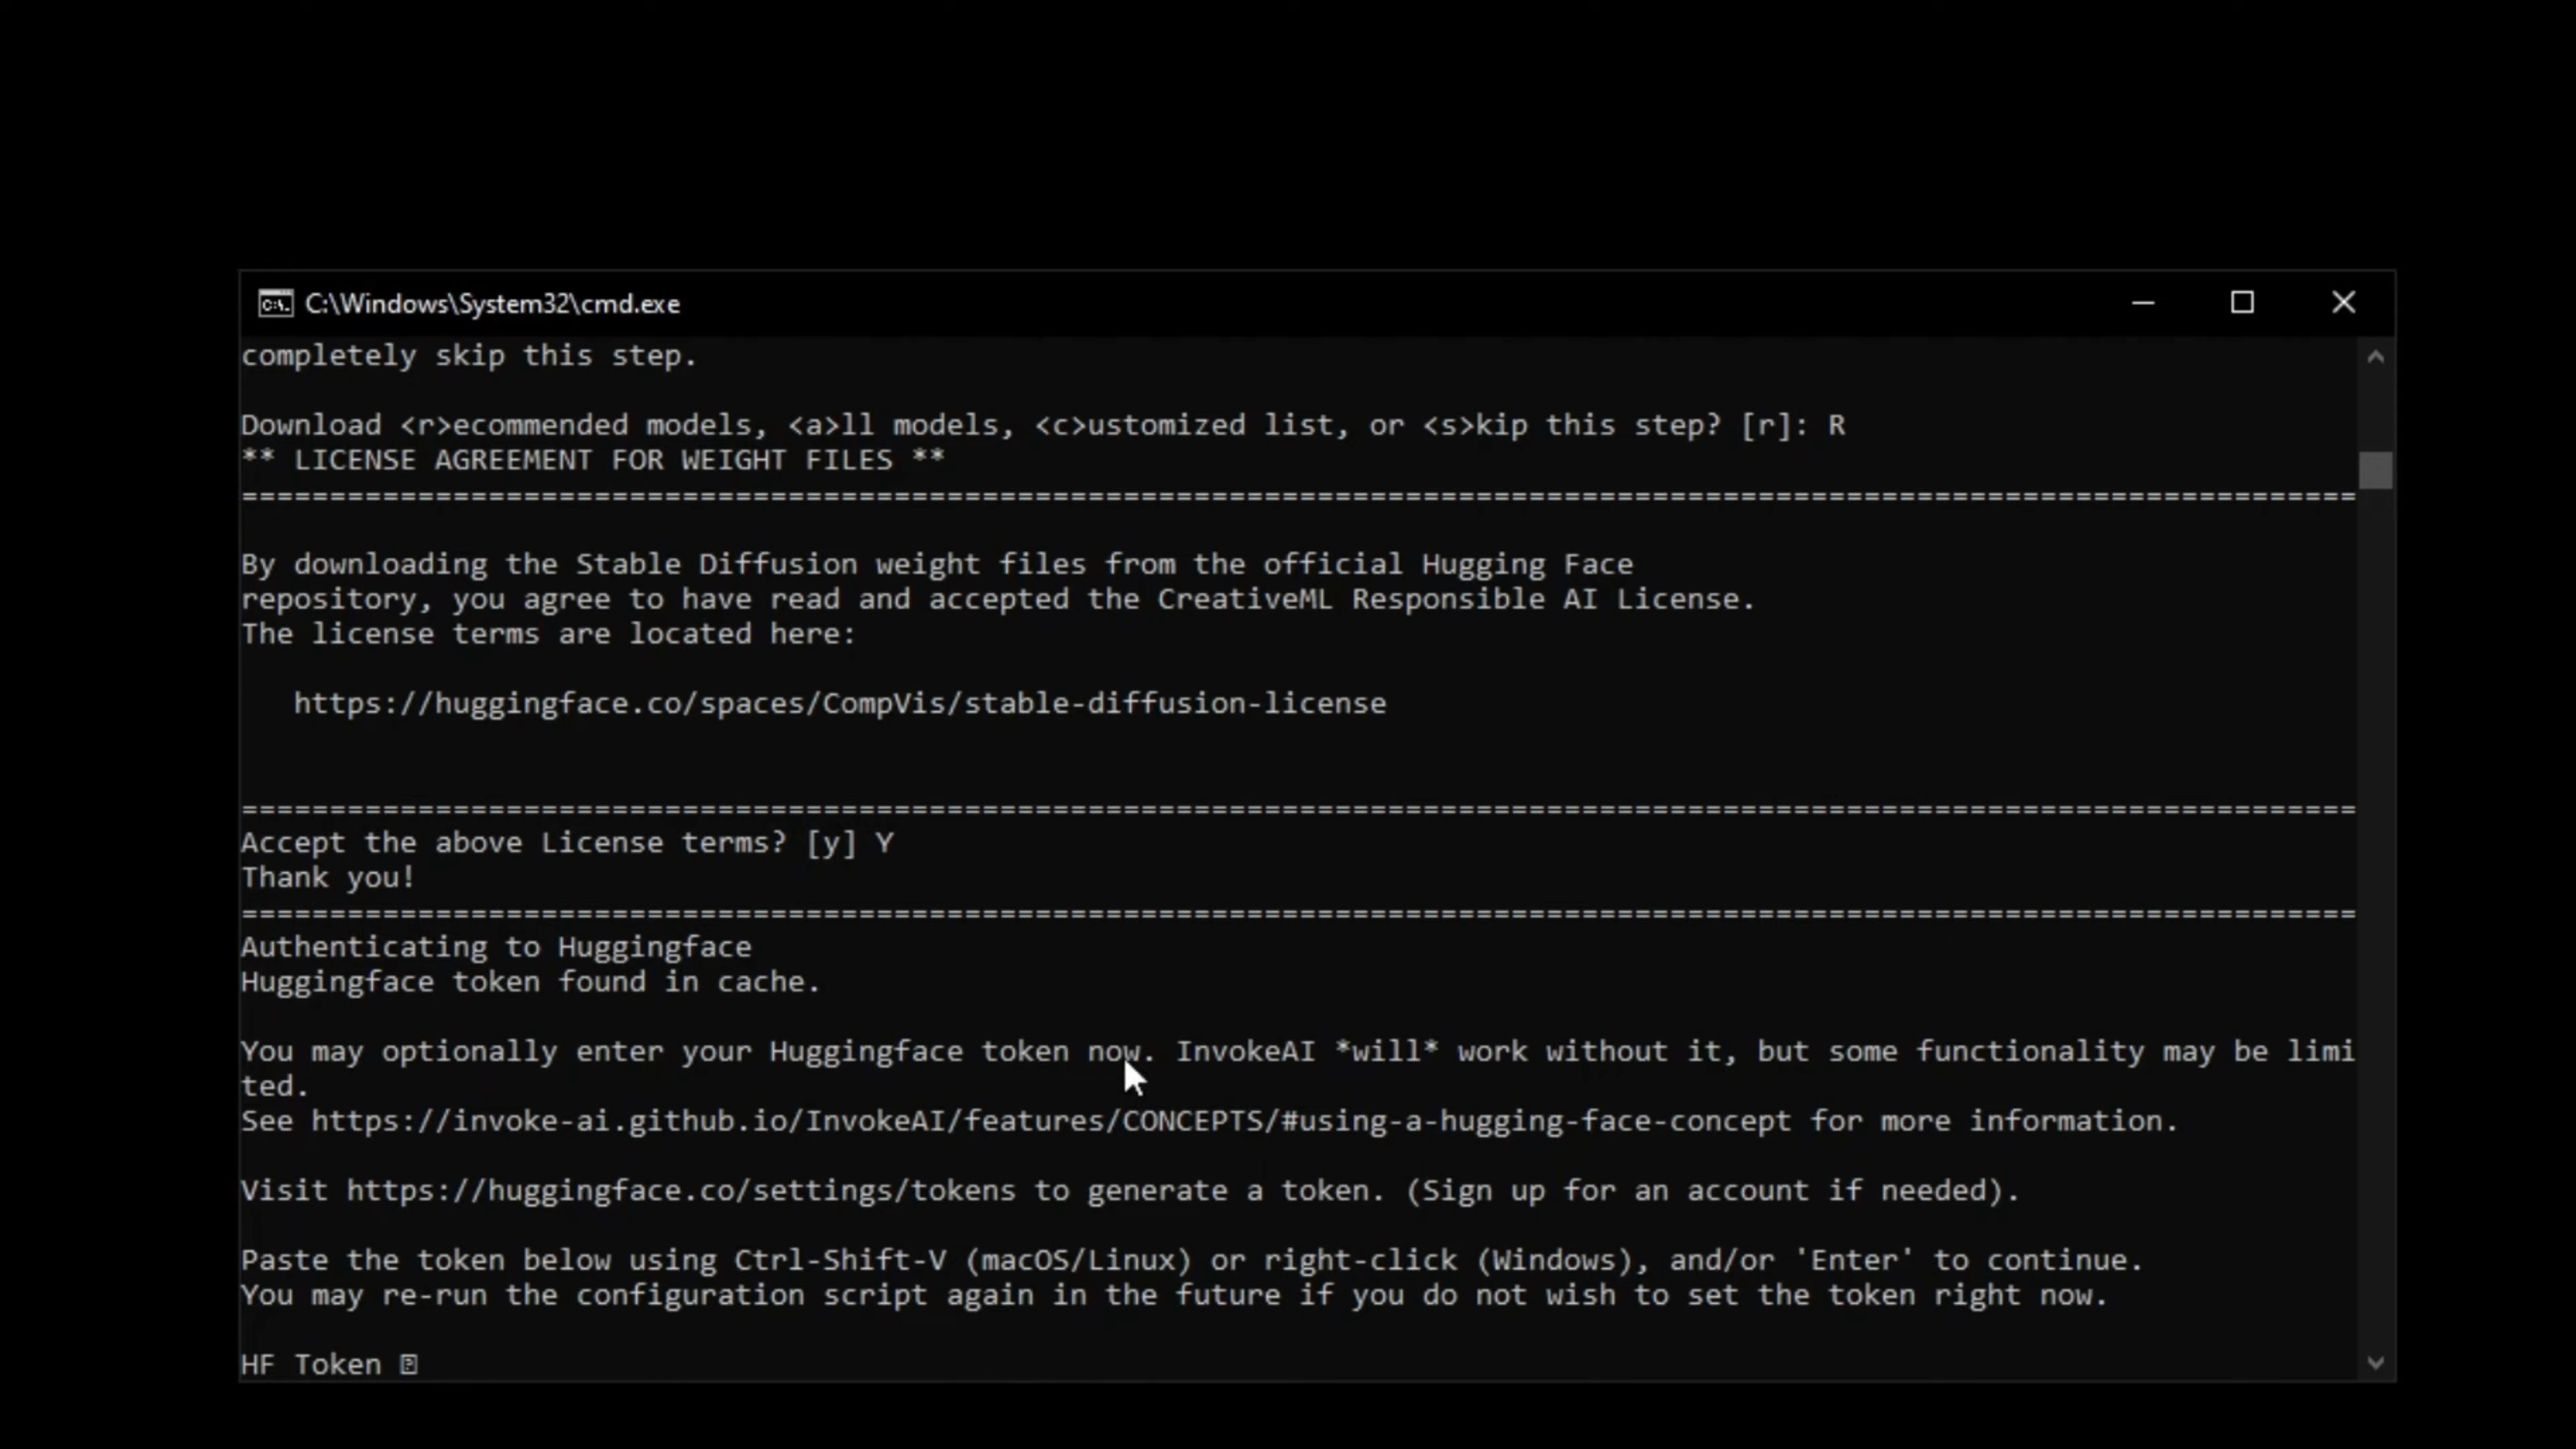 C:\Windows\System32\cmd.exe
completely skip this step.
Download <r>ecommended models, <a>ll models, <c>ustomized list, or <s>kip this step? [r]: R
** LICENSE AGREEMENT FOR WEIGHT FILES **
========================================================================================================================
By downloading the Stable Diffusion weight files from the official Hugging Face
repository, you agree to have read and accepted the CreativeML Responsible AI License.
The license terms are located here:
https://huggingface.co/spaces/CompVis/stable-diffusion-license
========================================================================================================================
Accept the above License terms? [y] Y
Thank you!
========================================================================================================================
Authenticating to Huggingface
Huggingface token found in cache.
You may optionally enter your Huggingface token now. InvokeAI *will* work without it, but some functionality may be limi
ted.
See https://invoke-ai.github.io/InvokeAI/features/CONCEPTS/#using-a-hugging-face-concept for more information.
Visit https://huggingface.co/settings/tokens to generate a token. (Sign up for an account if needed).
Paste the token below using Ctrl-Shift-V (macOS/Linux) or right-click (Windows), and/or 'Enter' to continue.
You may re-run the configuration script again in the future if you do not wish to set the token right now.
HF Token ⍰